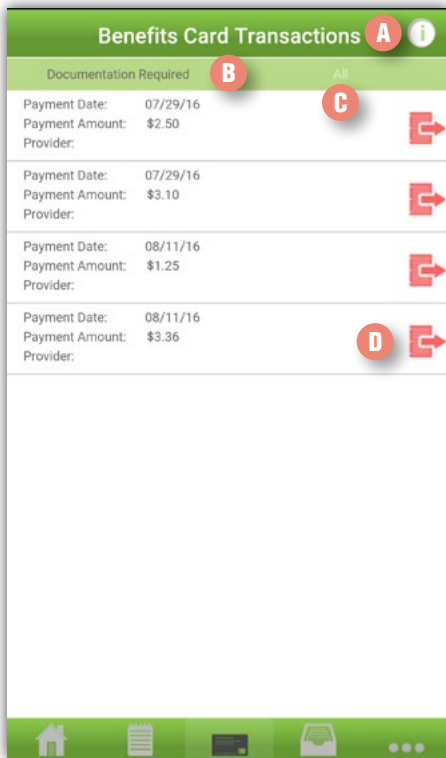 Benefits Card Transactions A i
Documentation Required B All
C
Payment Date: 07/29/16
Payment Amount: $2.50
Provider:
Payment Date: 07/29/16
Payment Amount: $3.10
Provider:
Payment Date: 08/11/16
Payment Amount: $1.25
Provider:
Payment Date: 08/11/16
Payment Amount: $3.36
D
Provider: